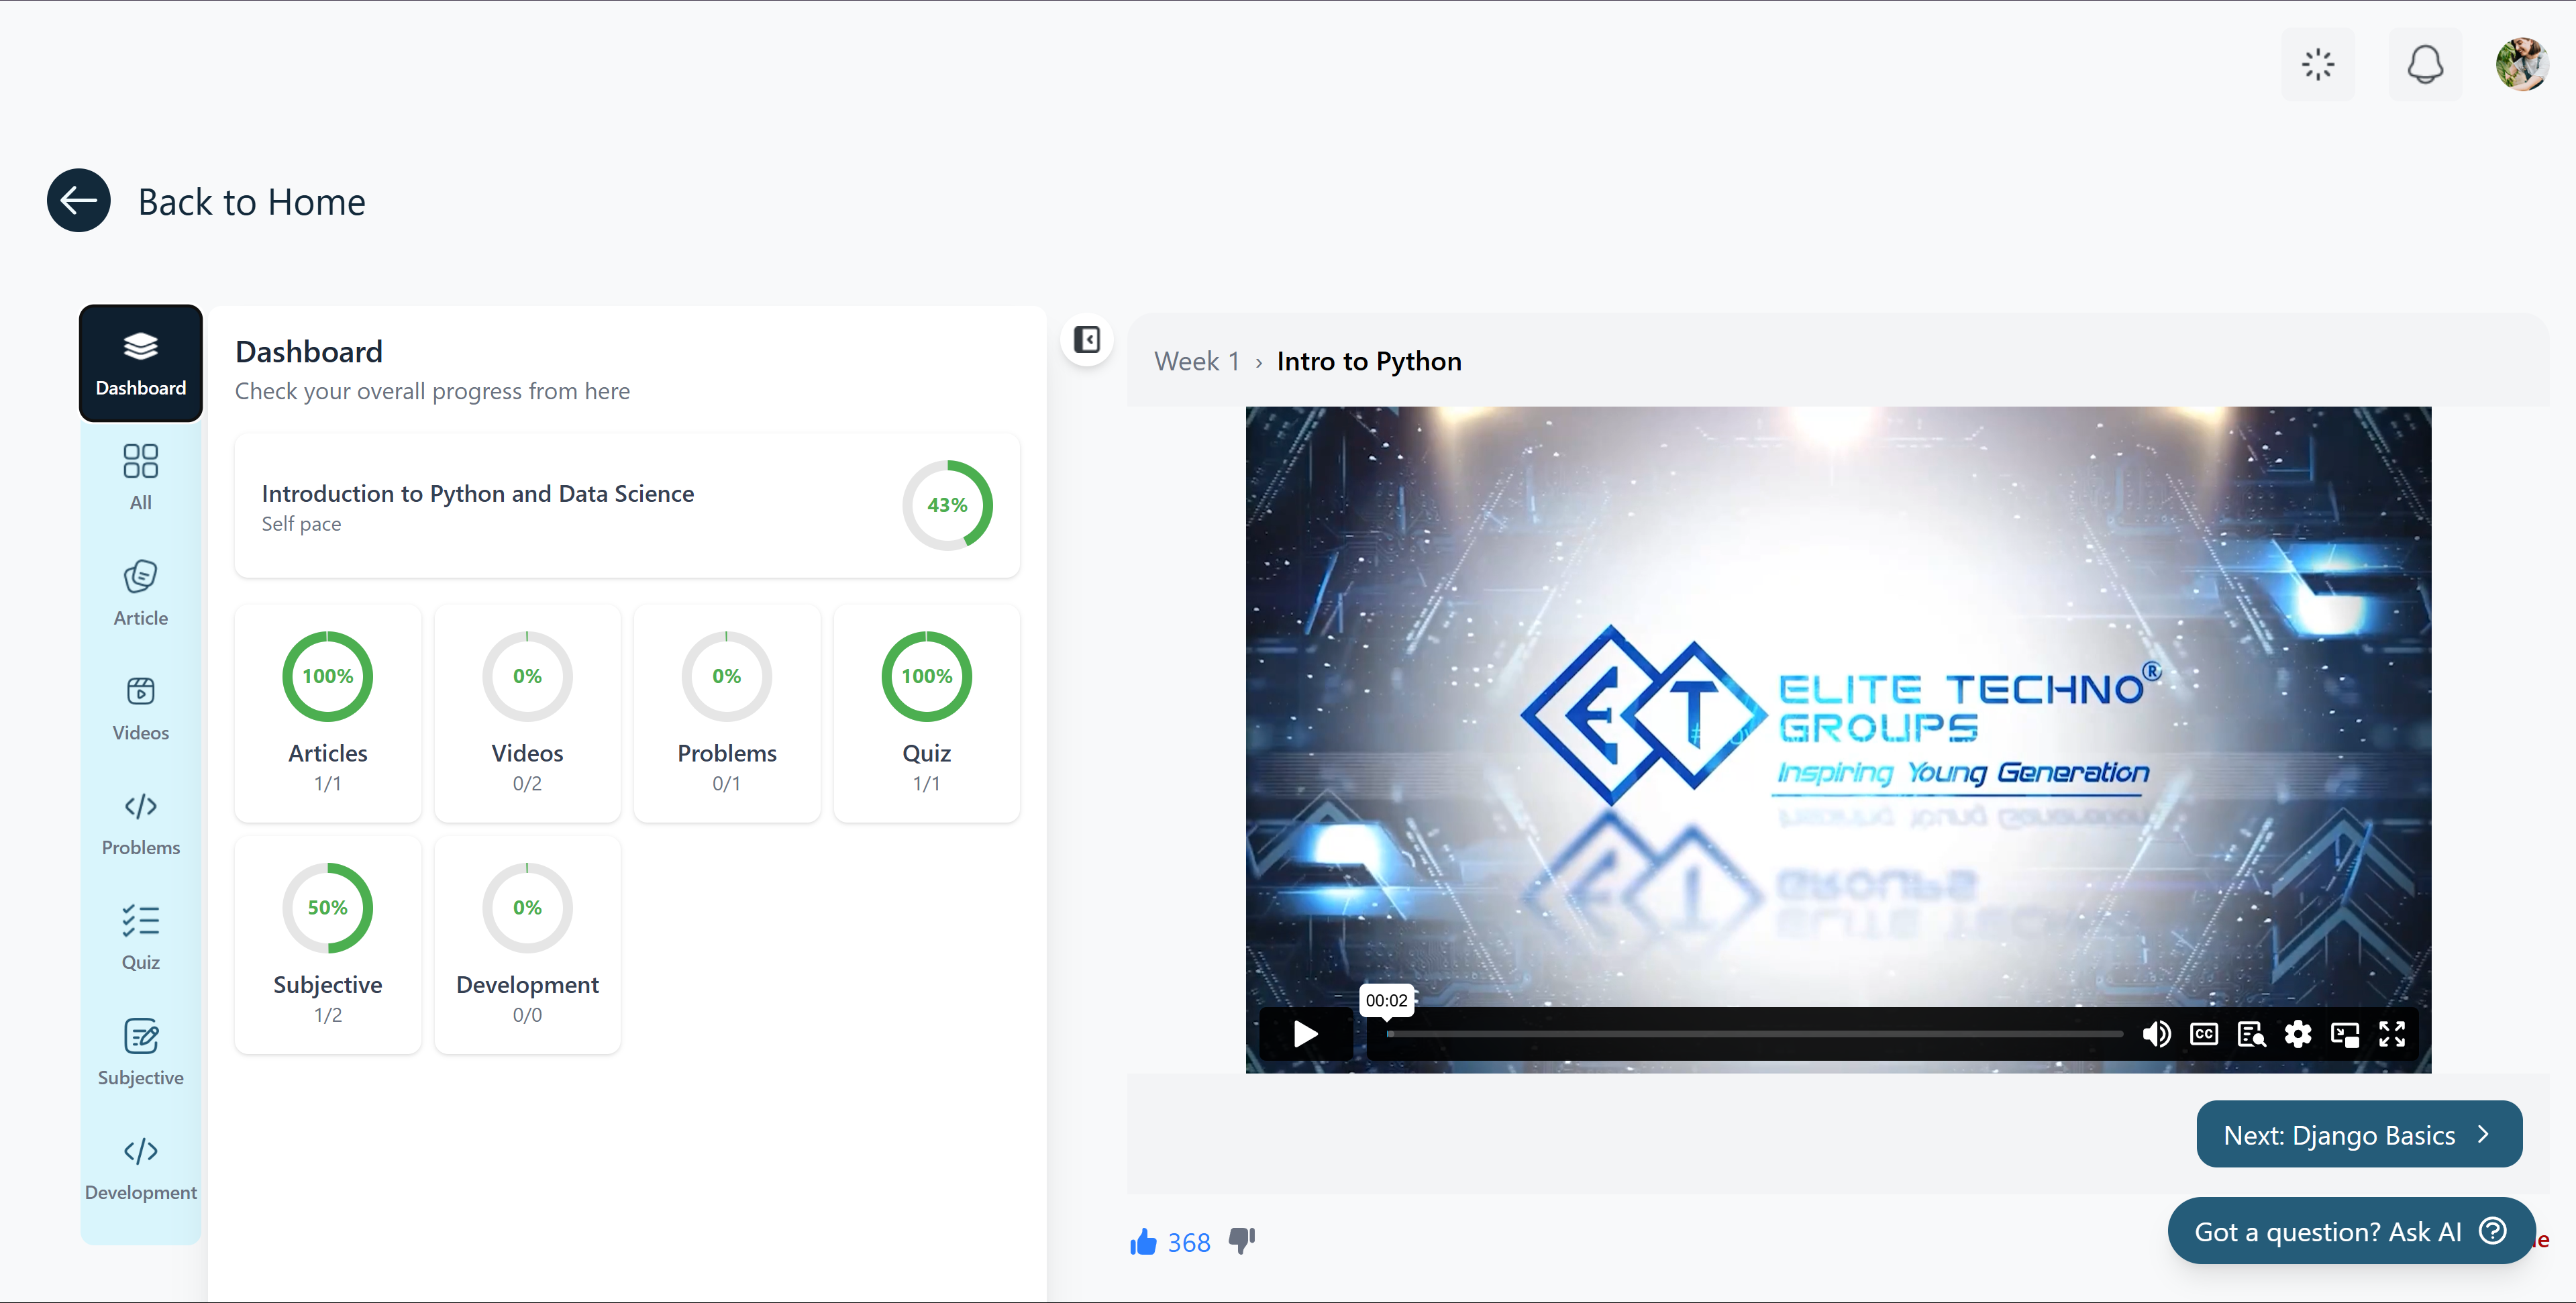 Back to Home
Dashboard
All
Article
Videos
Problems
Quiz
Subjective
Development
Dashboard
Check your overall progress from here
Introduction to Python and Data Science
Self pace
43%
100%
Articles
1/1
0%
Videos
0/2
0%
Problems
0/1
100%
Quiz
1/1
50%
Subjective
1/2
0%
Development
0/0
Week 1 › Intro to Python
ET
ELITE TECHNO®
GROUPS
Inspiring Young Generation
00:02
CC
Next: Django Basics
368
Got a question? Ask AI